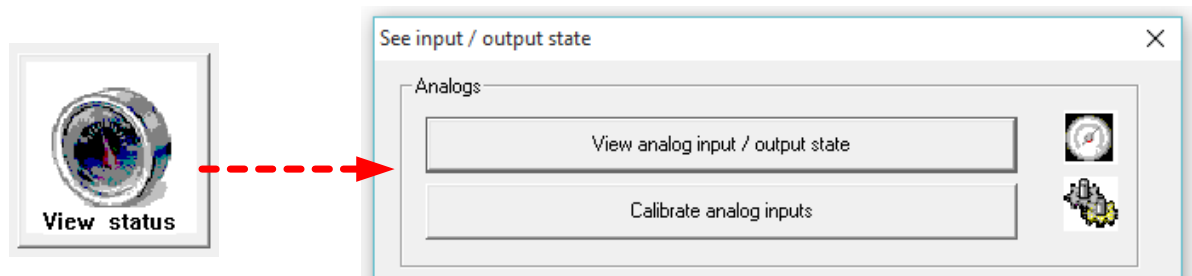 View status
See input / output state
Analogs
View analog input / output state
Calibrate analog inputs